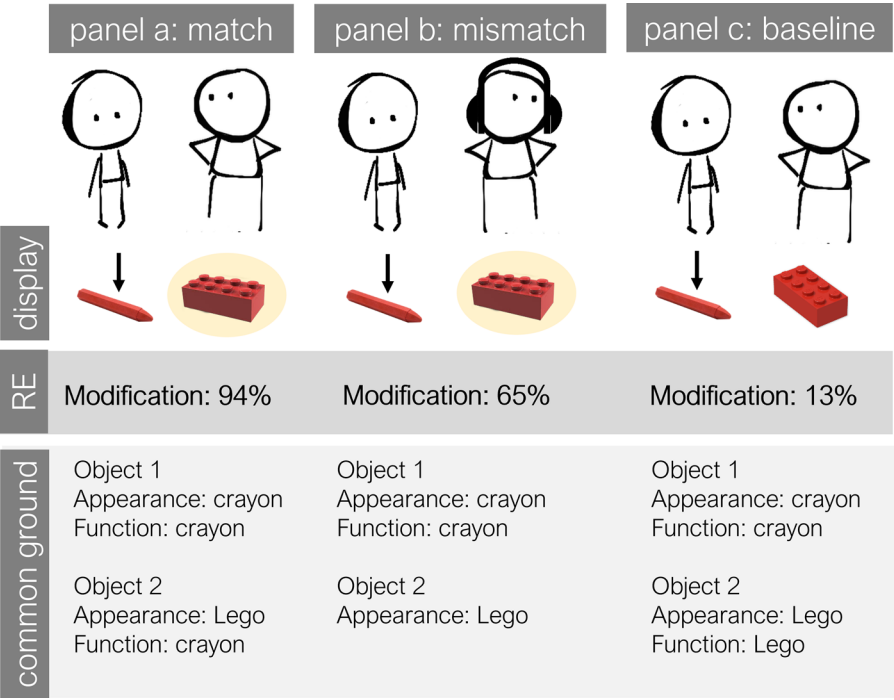 panel a: match
panel b: mismatch
panel c: baseline
display
RE
Modification: 94%
Modification: 65%
Modification: 13%
common ground
Object 1
Appearance: crayon
Function: crayon
Object 2
Appearance: Lego
Function: crayon
Object 1
Appearance: crayon
Function: crayon
Object 2
Appearance: Lego
Object 1
Appearance: crayon
Function: crayon
Object 2
Appearance: Lego
Function: Lego